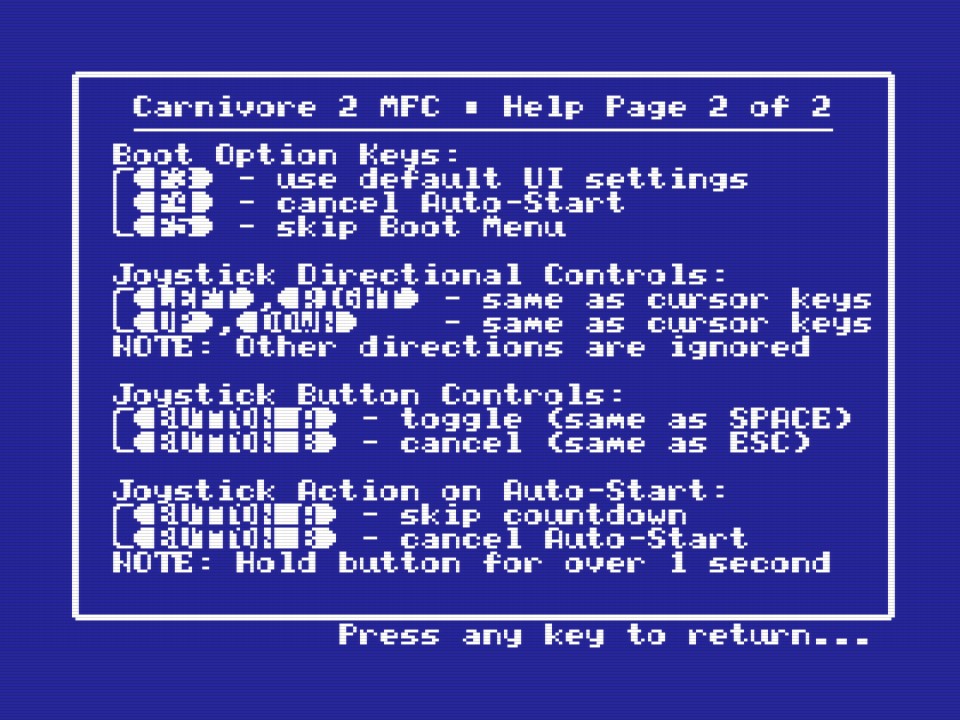 Carnivore 2 MFC ▪ Help Page 2 of 2
Boot Option Keys:
- use default UI settings
- cancel Auto-Start
- skip Boot Menu
Joystick Directional Controls:
LEFT, RIGHT - same as cursor keys
UP, DOWN - same as cursor keys
NOTE: Other directions are ignored
Joystick Button Controls:
BUTTON A - toggle (same as SPACE)
BUTTON B - cancel (same as ESC)
Joystick Action on Auto-Start:
BUTTON A - skip countdown
BUTTON B - cancel Auto-Start
NOTE: Hold button for over 1 second
Press any key to return...